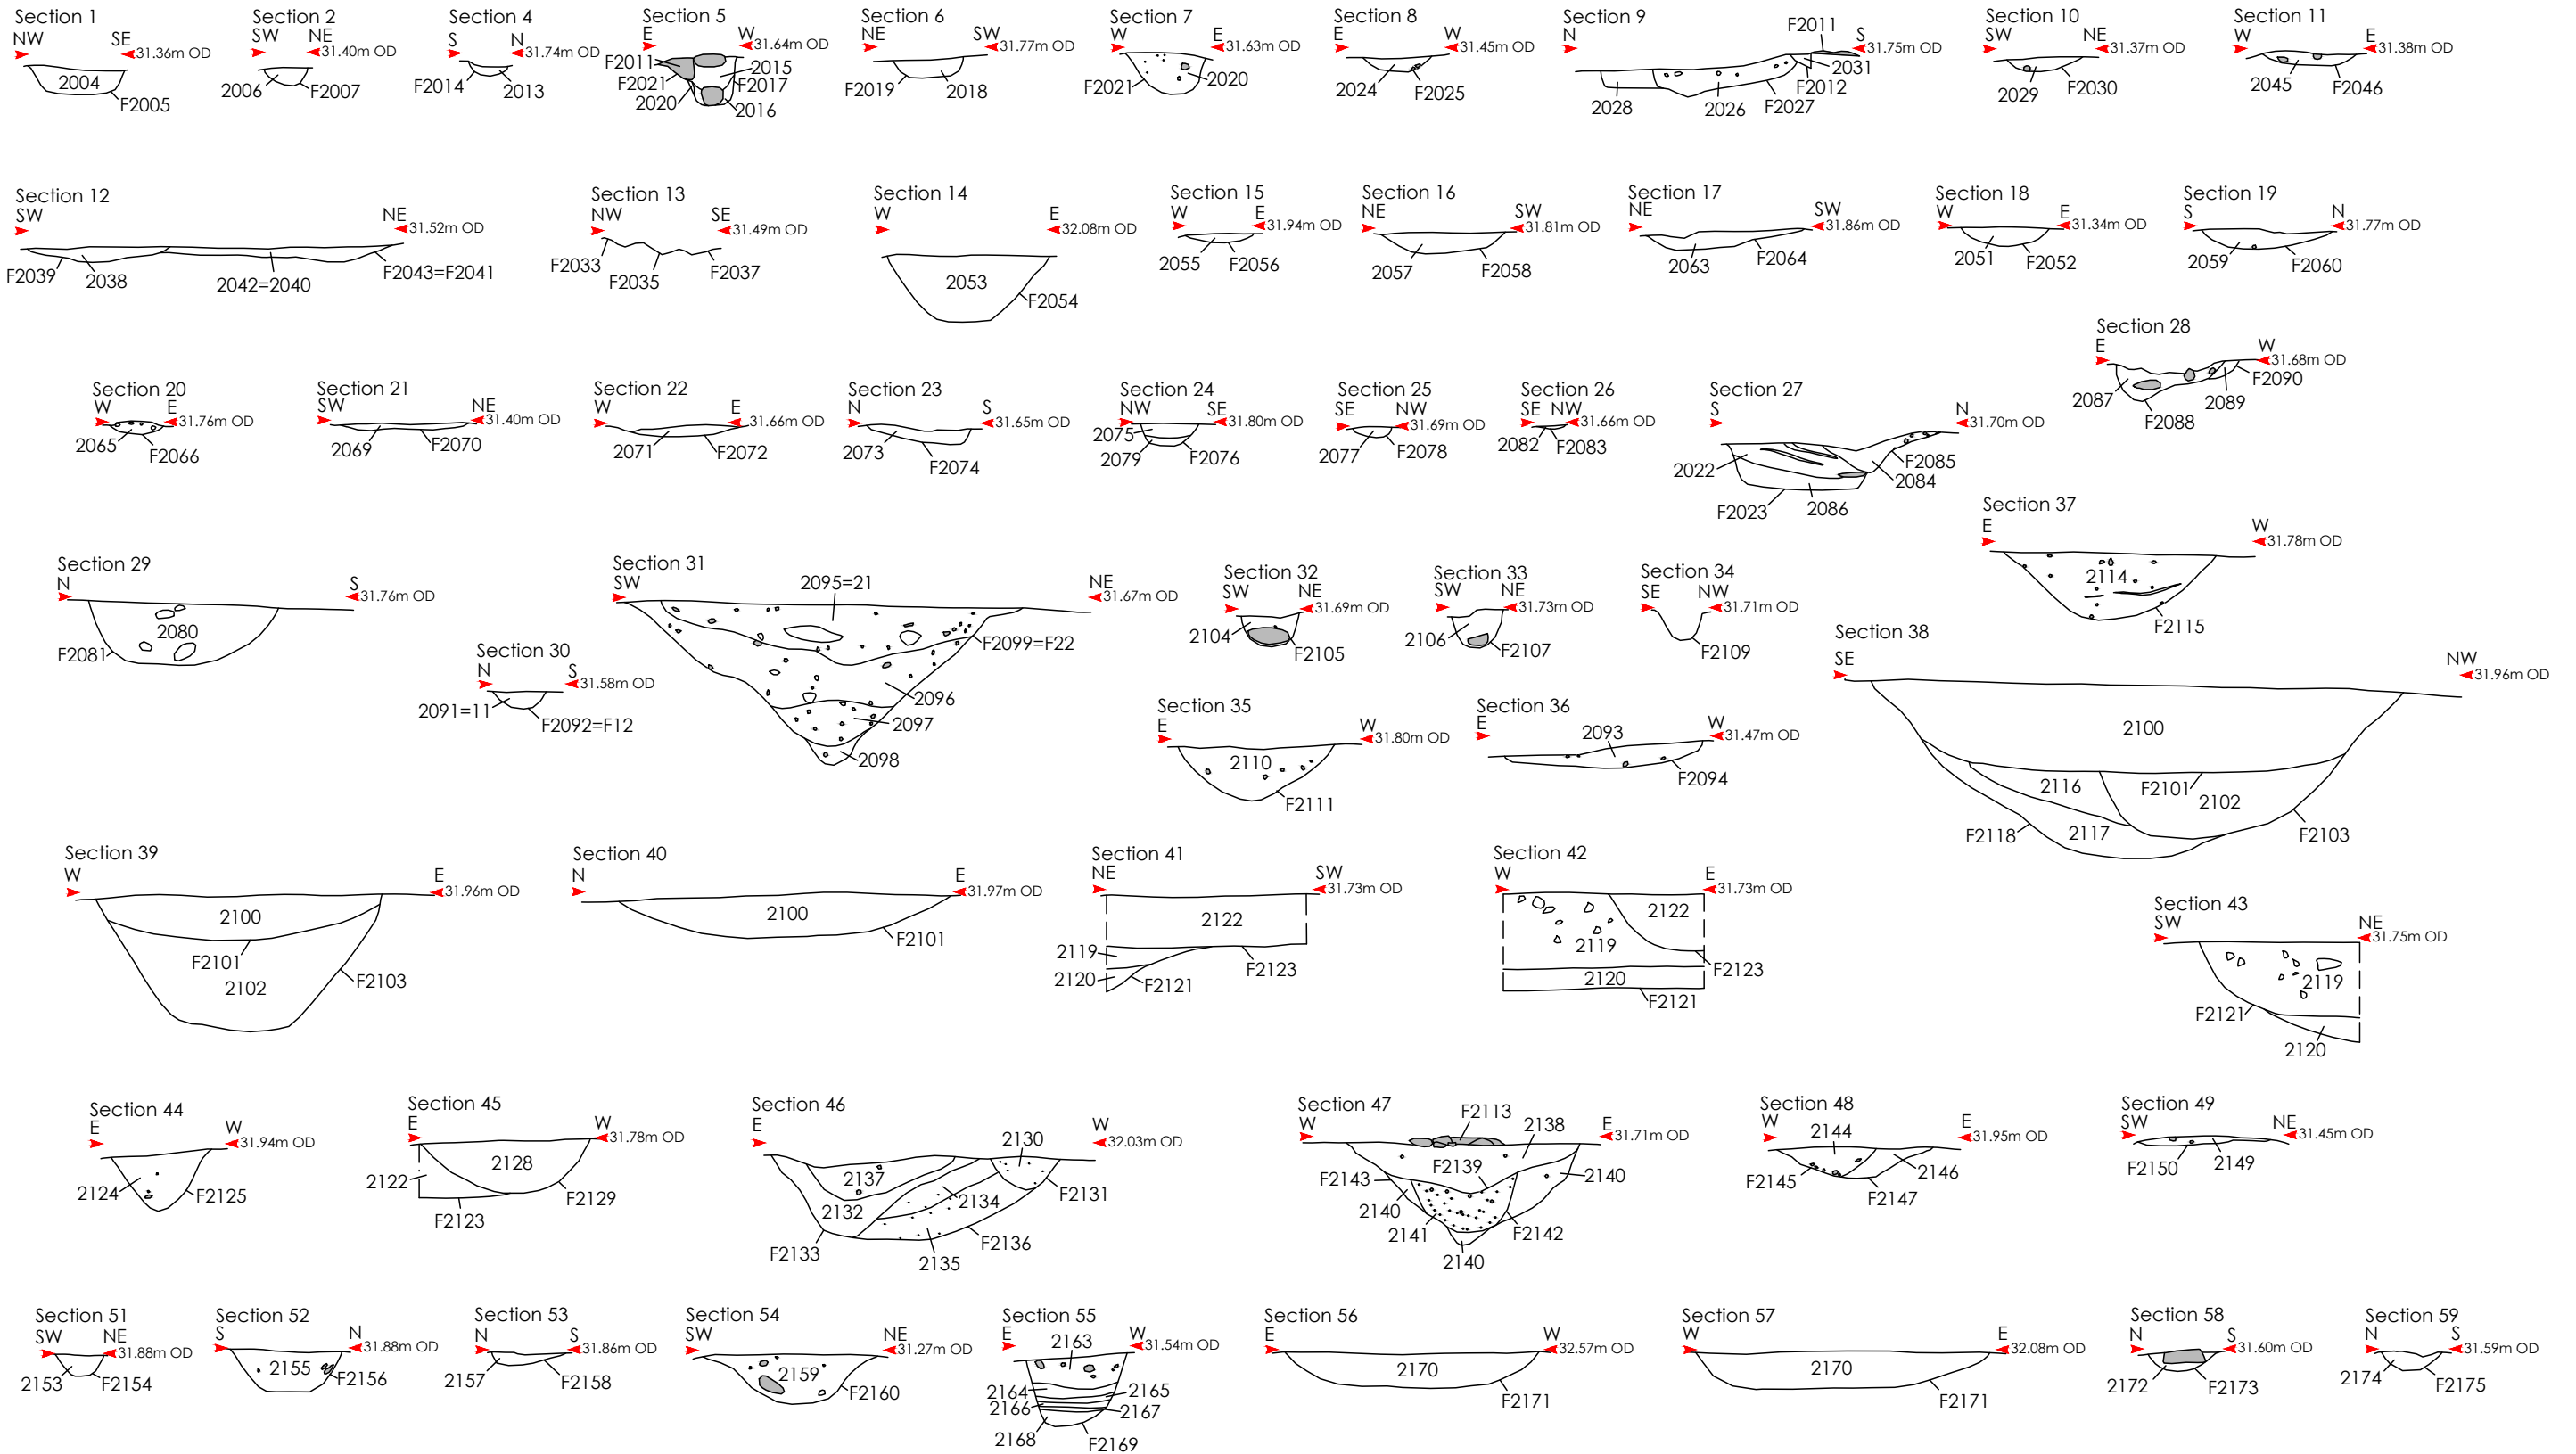 Section 1
NW SE
31.36m OD
2004
F2005
Section 2
SW NE
31.40m OD
2006 F2007
Section 4
S N
31.74m OD
F2014 2013
Section 5
E W
31.64m OD
F2011 2015
F2021 F2017
2020 2016
Section 6
NE SW
31.77m OD
F2019 2018
Section 7
W E
31.63m OD
F2021 2020
Section 8
E W
31.45m OD
2024 F2025
Section 9
N F2011 S
31.75m OD
2031
F2012
2028 2026 F2027
Section 10
SW NE
31.37m OD
2029 F2030
Section 11
W E
31.38m OD
2045 F2046
Section 12
SW NE
31.52m OD
F2039 2038 2042=2040 F2043=F2041
Section 13
NW SE
31.49m OD
F2033 F2035 F2037
Section 14
W E
32.08m OD
2053
F2054
Section 15
W E
31.94m OD
2055 F2056
Section 16
NE SW
31.81m OD
2057 F2058
Section 17
NE SW
31.86m OD
2063 F2064
Section 18
W E
31.34m OD
2051 F2052
Section 19
S N
31.77m OD
2059 F2060
Section 20
W E
31.76m OD
2065 F2066
Section 21
SW NE
31.40m OD
2069 F2070
Section 22
W E
31.66m OD
2071 F2072
Section 23
N S
31.65m OD
2073 F2074
Section 24
NW SE
31.80m OD
2075
2079 F2076
Section 25
SE NW
31.69m OD
2077 F2078
Section 26
SE NW
31.66m OD
2082 F2083
Section 27
S N
31.70m OD
2022 F2085
2084
F2023 2086
Section 28
E W
31.68m OD
F2090
2087 2089
F2088
Section 29
N S
31.76m OD
2080
F2081
Section 30
N S
31.58m OD
2091=11 F2092=F12
Section 31
SW 2095=21 NE
31.67m OD
F2099=F22
2096
2097
2098
Section 32
SW NE
31.69m OD
2104
F2105
Section 33
SW NE
31.73m OD
2106
F2107
Section 34
SE NW
31.71m OD
F2109
Section 35
E W
31.80m OD
2110
F2111
Section 36
E W
2093 31.47m OD
F2094
Section 37
E W
31.78m OD
2114
F2115
Section 38
SE NW
31.96m OD
2100
2116 F2101 2102
F2118 2117 F2103
Section 39
W E
31.96m OD
2100
F2101
2102 F2103
Section 40
N E
31.97m OD
2100
F2101
Section 41
NE SW
31.73m OD
2122
2119
F2123
2120 F2121
Section 42
W E
31.73m OD
2122
2119
F2123
2120
F2121
Section 43
SW NE
31.75m OD
2119
F2121
2120
Section 44
E W
31.94m OD
2124 F2125
Section 45
E W
31.78m OD
2128
2122
F2129
F2123
Section 46
E W
2130 32.03m OD
2137
2134 F2131
2132
F2133 F2136
2135
Section 47
W F2113 E
2138 31.71m OD
F2139
F2143 2140
2140
2141 F2142
2140
Section 48
W E
2144 31.95m OD
F2145 2146
F2147
Section 49
SW NE
31.45m OD
F2150 2149
Section 51
SW NE
31.88m OD
2153 F2154
Section 52
S N
31.88m OD
2155 F2156
Section 53
N S
31.86m OD
2157 F2158
Section 54
SW NE
31.27m OD
2159
F2160
Section 55
E W
2163 31.54m OD
2164 2165
2166 2167
2168 F2169
Section 56
E W
32.57m OD
2170
F2171
Section 57
W E
32.08m OD
2170
F2171
Section 58
N S
31.60m OD
2172 F2173
Section 59
N S
31.59m OD
2174 F2175